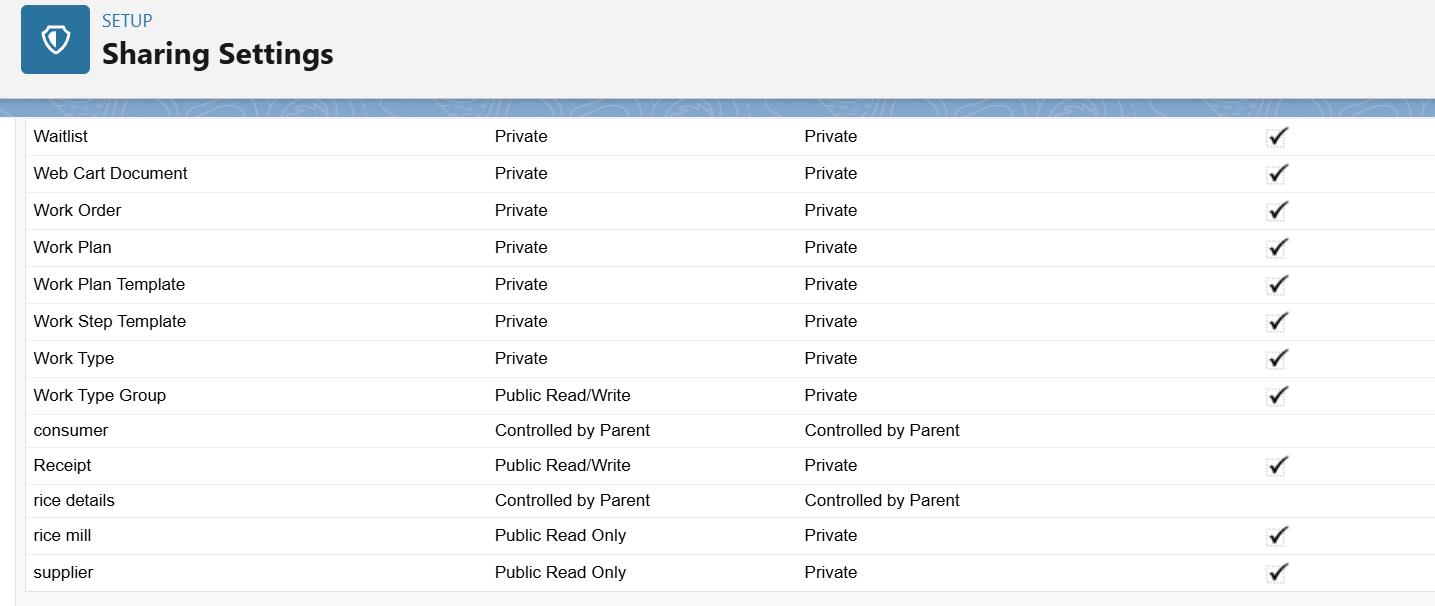 SETUP
Sharing Settings
Waitlist Private Private
Web Cart Document Private Private
Work Order Private Private
Work Plan Private Private
Work Plan Template Private Private
Work Step Template Private Private
Work Type Private Private
Work Type Group Public Read/Write Private
consumer Controlled by Parent Controlled by Parent
Receipt Public Read/Write Private
rice details Controlled by Parent Controlled by Parent
rice mill Public Read Only Private
supplier Public Read Only Private